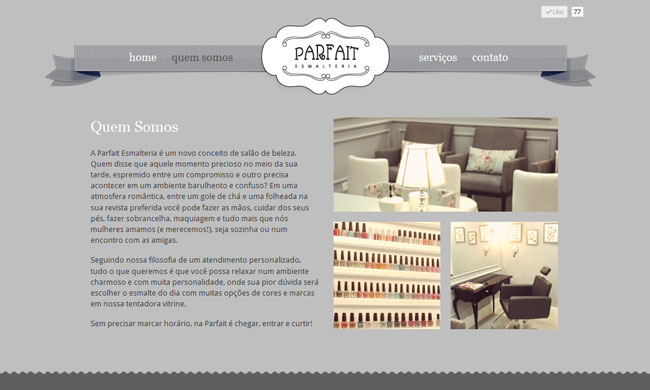 Like 77
home quem somos PARFAIT serviços contato
ESMALTERIA
Quem Somos
A Parfait Esmalteria é um novo conceito de salão de beleza.
Quem disse que aquele momento precioso no meio da sua
tarde, espremido entre um compromisso e outro precisa
acontecer em um ambiente barulhento e confuso? Em uma
atmosfera romântica, entre um gole de chá e uma folheada na
sua revista preferida você pode fazer as mãos, cuidar dos seus
pés, fazer sobrancelha, maquiagem e tudo mais que nós
mulheres amamos (e merecemos!), seja sozinha ou num
encontro com as amigas.
Seguindo nossa filosofia de um atendimento personalizado,
tudo o que queremos é que você possa relaxar num ambiente
charmoso e com muita personalidade, onde sua pior dúvida será
escolher o esmalte do dia com muitas opções de cores e marcas
em nossa tentadora vitrine.
Sem precisar marcar horário, na Parfait é chegar, entrar e curtir!